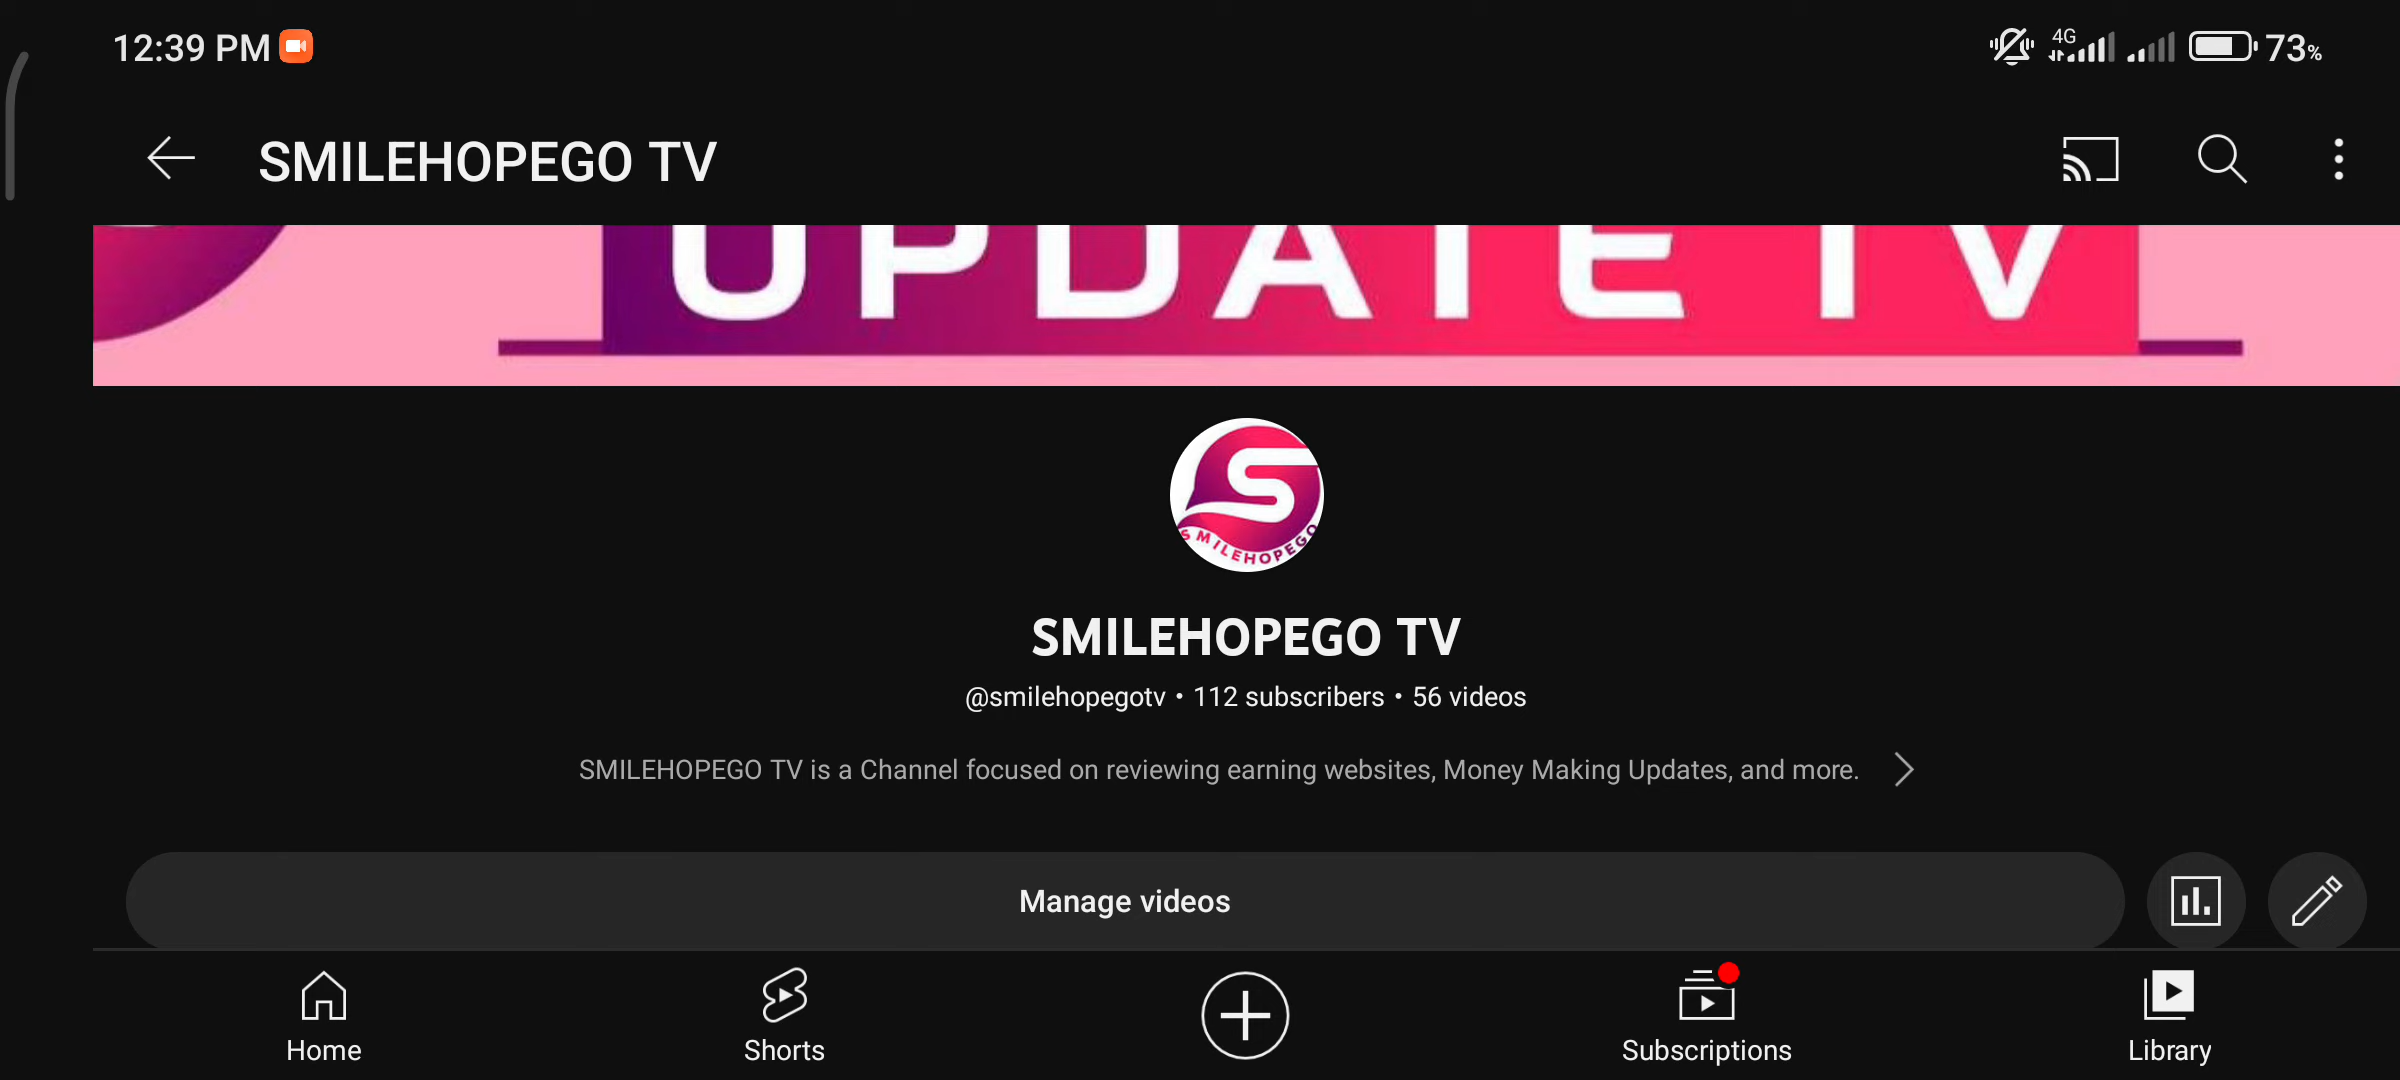 12:39 PM
4G
73%
SMILEHOPEGO TV
UPDATE TV
SMILEHOPEGO
SMILEHOPEGO TV
@smilehopegotv • 112 subscribers • 56 videos
SMILEHOPEGO TV is a Channel focused on reviewing earning websites, Money Making Updates, and more.
Manage videos
Home
Shorts
Subscriptions
Library